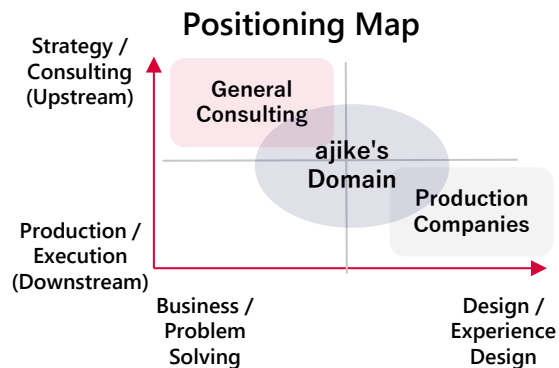 Positioning Map
Strategy /
Consulting
(Upstream)
General
Consulting
ajike's
Domain
Production
Companies
Production /
Execution
(Downstream)
Business /
Problem
Solving
Design /
Experience
Design